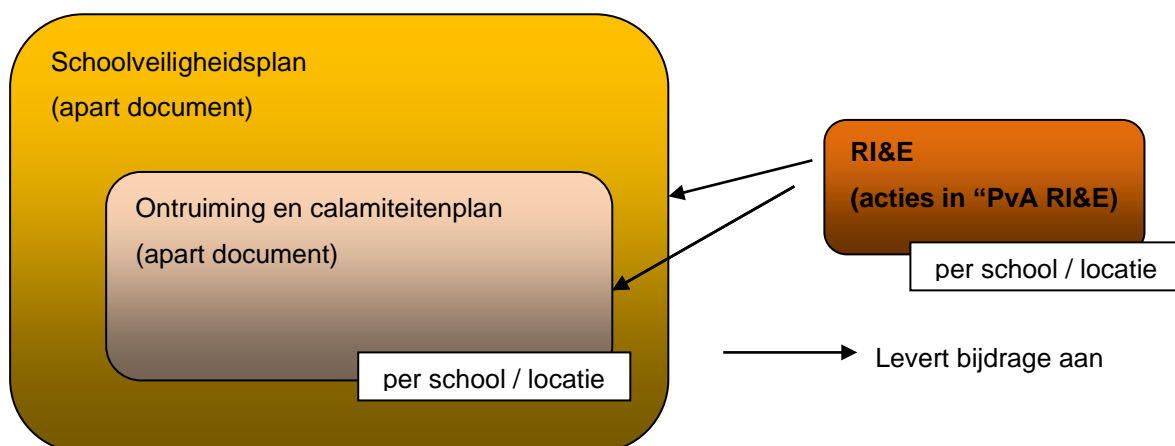 Schoolveiligheidsplan
(apart document)
Ontruiming en calamiteitenplan
(apart document)
per school / locatie
RI&E
(acties in “PvA RI&E)
per school / locatie
Levert bijdrage aan